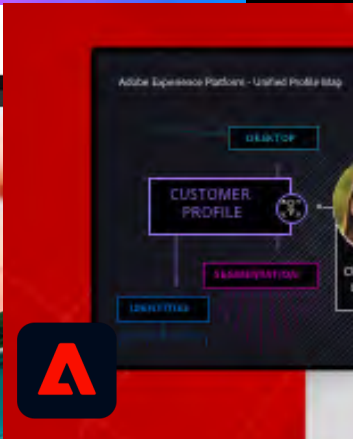 Adobe Experience Platform - Unified Profile Map
DESKTOP
CUSTOMER
PROFILE
SEGMENTATION
IDENTITIES